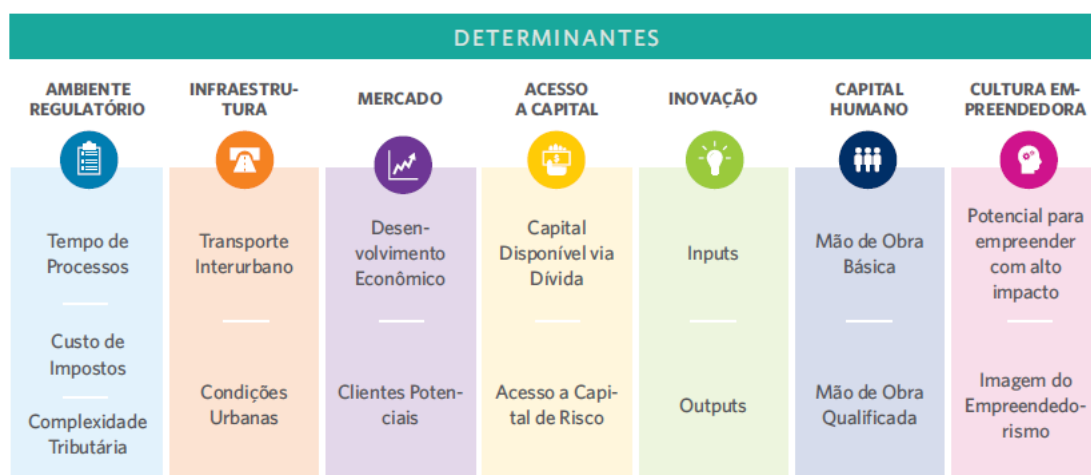 DETERMINANTES
AMBIENTE
REGULATÓRIO
INFRAESTRU-
TURA
MERCADO
ACESSO
A CAPITAL
INOVAÇÃO
CAPITAL
HUMANO
CULTURA EM-
PREENDEDORA
Tempo de
Processos
Custo de
Impostos
Complexidade
Tributária
Transporte
Interurbano
Condições
Urbanas
Desen-
volvimento
Econômico
Clientes Poten-
ciais
Capital
Disponível via
Dívida
Acesso a Capi-
tal de Risco
Inputs
Outputs
Mão de Obra
Básica
Mão de Obra
Qualificada
Potencial para
empreender
com alto
impacto
Imagem do
Empreendedo-
rismo